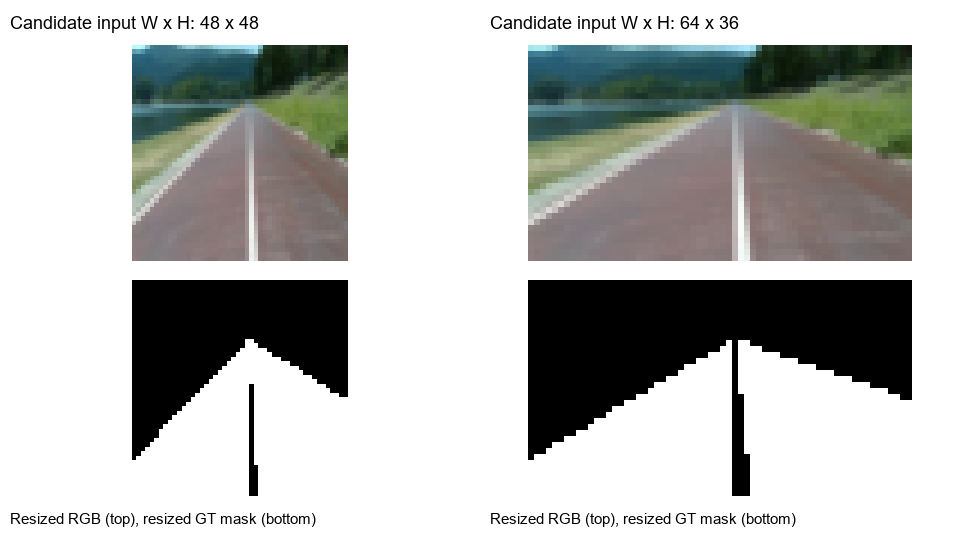 Candidate input W x H: 48 x 48
Candidate input W x H: 64 x 36
Resized RGB (top), resized GT mask (bottom)
Resized RGB (top), resized GT mask (bottom)